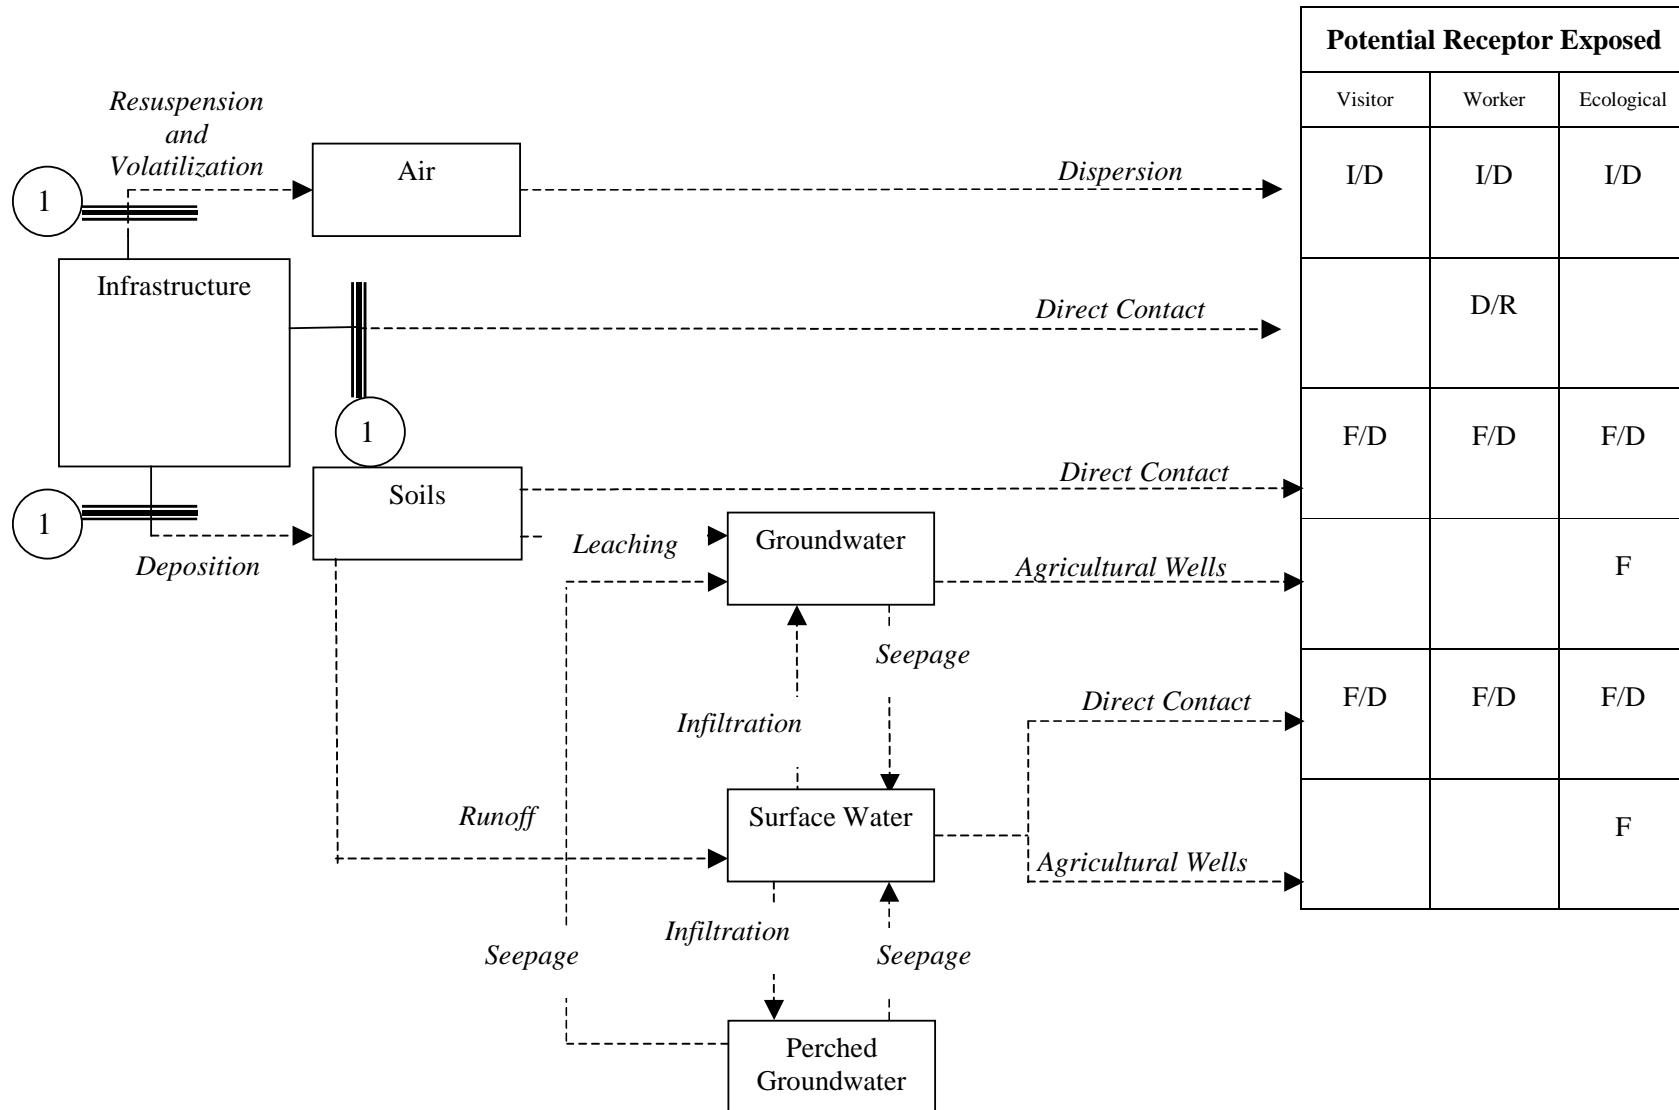 Potential Receptor Exposed
Visitor Worker Ecological
Resuspension
and
Volatilization
1
Air
Dispersion
I/D I/D I/D
Infrastructure
Direct Contact
D/R
1
Soils
Direct Contact
F/D F/D F/D
1
Deposition
Leaching
Groundwater
Agricultural Wells
F
Seepage
Infiltration
Direct Contact
F/D F/D F/D
Runoff
Surface Water
Agricultural Wells
F
Infiltration
Seepage
Seepage
Perched
Groundwater